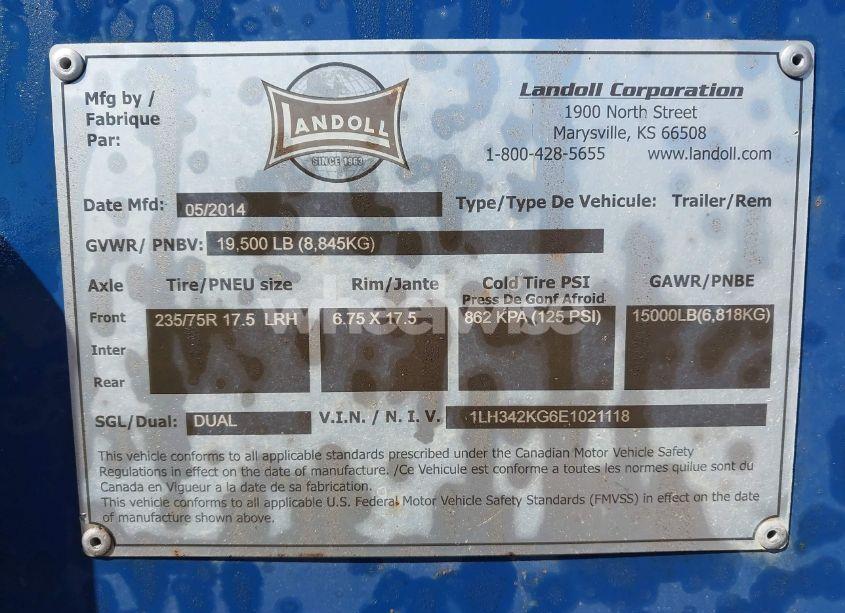 Mfg by /
Fabrique
Par:
LANDOLL
SINCE 1963
Landoll Corporation
1900 North Street
Marysville, KS 66508
1-800-428-5655 www.landoll.com
Date Mfd: 05/2014 Type/Type De Vehicule: Trailer/Rem
GVWR/ PNBV: 19,500 LB (8,845KG)
Axle Tire/PNEU size Rim/Jante Cold Tire PSI GAWR/PNBE
Press De Gonf Afroid
Front 235/75R 17.5 LRH 6.75 X 17.5 862 KPA (125 PSI) 15000LB(6,818KG)
wheelwise
Inter
Rear
SGL/Dual: DUAL V.I.N. / N. I. V. 1LH342KG6E1021118
This vehicle conforms to all applicable standards prescribed under the Canadian Motor Vehicle Safety
Regulations in effect on the date of manufacture. /Ce Vehicule est conforme a toutes les normes quilue sont du
Canada en Vigueur a la date de sa fabrication.
This vehicle conforms to all applicable U.S. Federal Motor Vehicle Safety Standards (FMVSS) in effect on the date
of manufacture shown above.